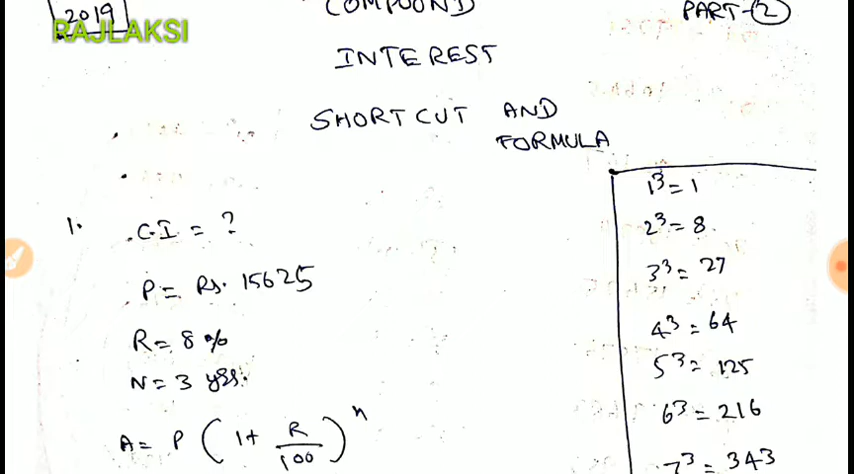 2019
RAJLAKSI
COMPOUND
PART-2
INTEREST
SHORTCUT AND
FORMULA
1. C.I = ?
P = Rs. 15625
R = 8 %
N = 3 yrs.
A = P (1 + R/100)^n
1³ = 1
2³ = 8
3³ = 27
4³ = 64
5³ = 125
6³ = 216
7³ = 343